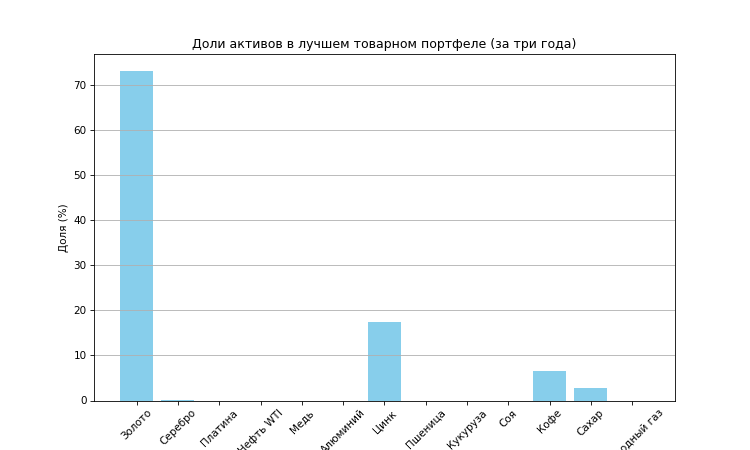 Доли активов в лучшем товарном портфеле (за три года)
Доля (%)
70
60
50
40
30
20
10
0
Золото
Серебро
Платина
Нефть WTI
Медь
Алюминий
Цинк
Пшеница
Кукуруза
Соя
Кофе
Сахар
газ